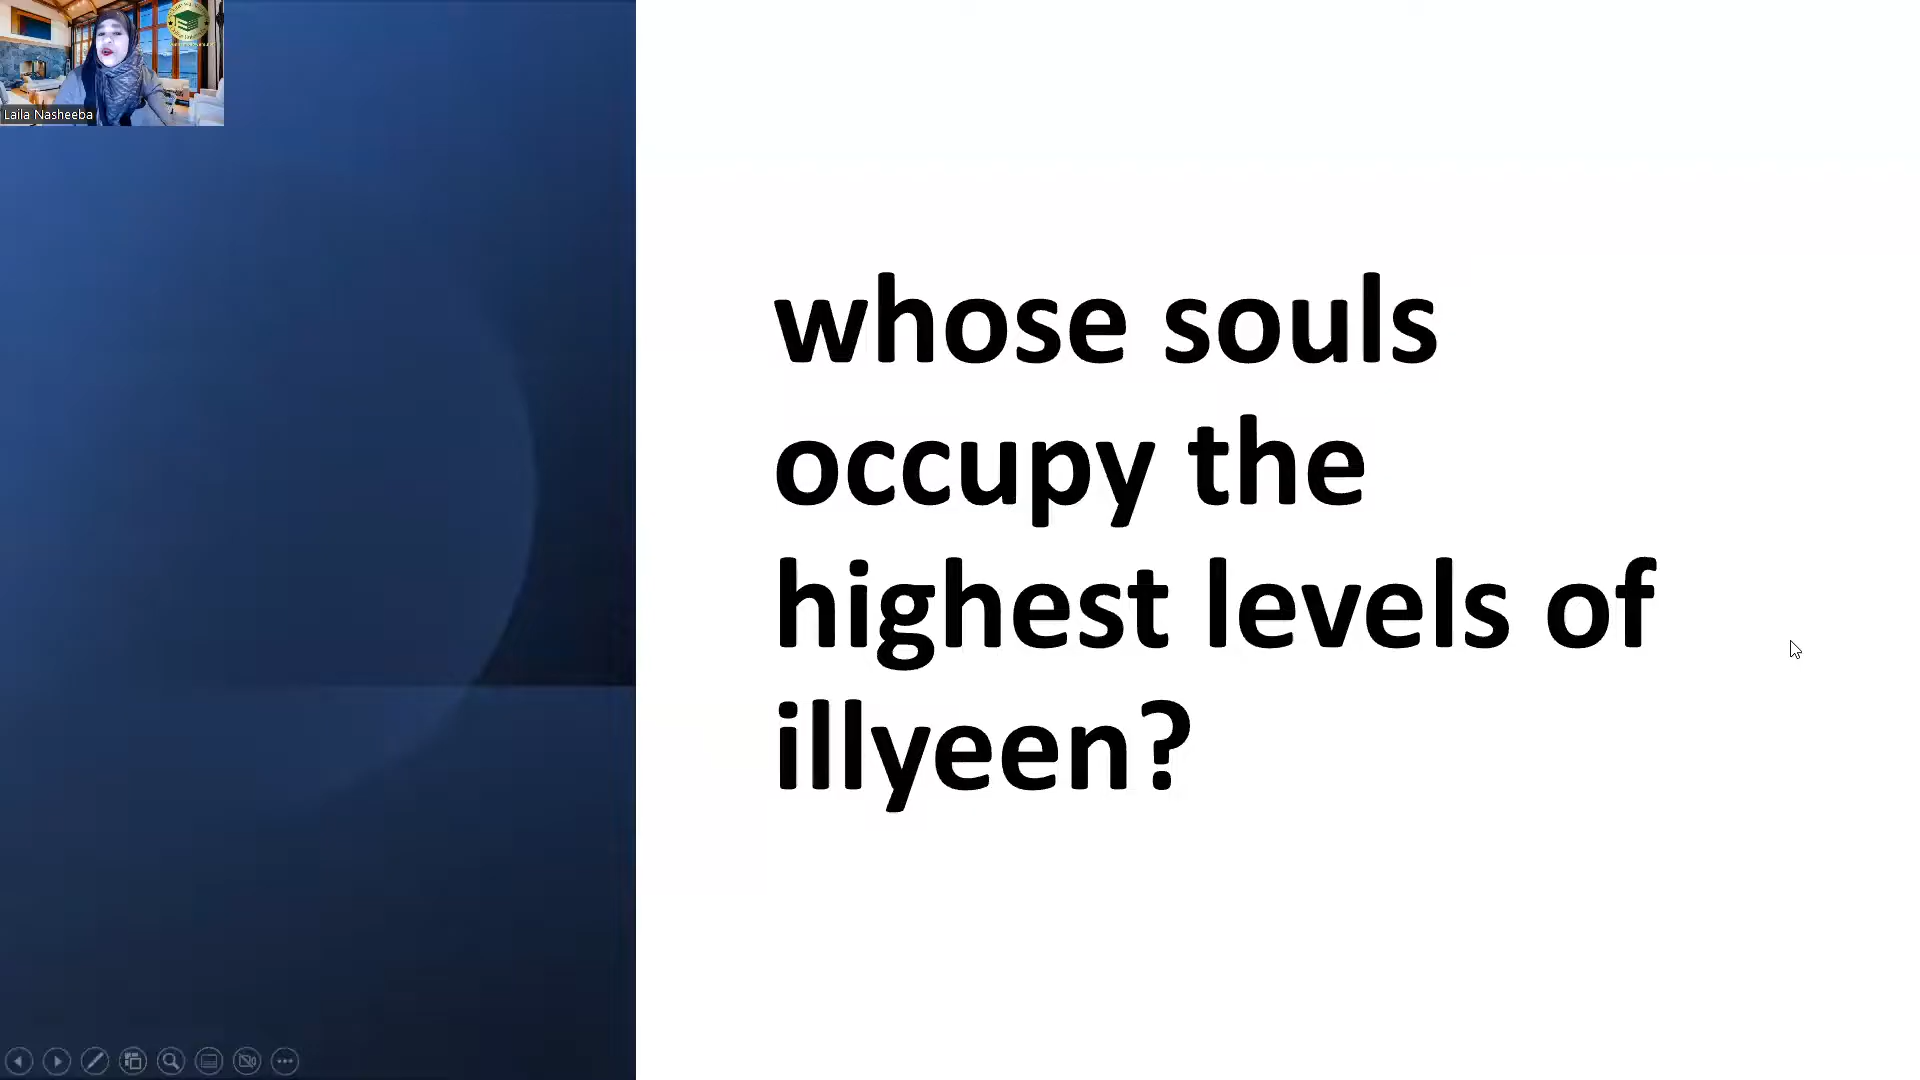 Laila Nasheeba
whose souls
occupy the
highest levels of
illyeen?